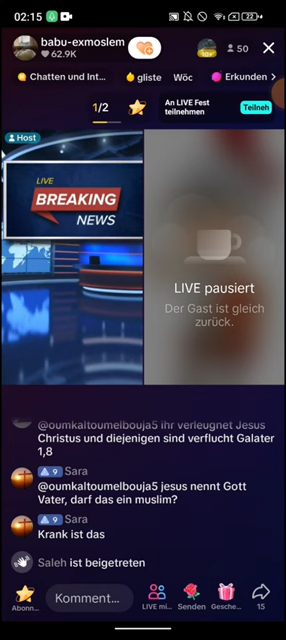 02:15
22
babu-exmoslem
62.9K
10x
50
Chatten und Int...
gliste
Wöc
Erkunden
1/2
An LIVE Fest
teilnehmen
Teilneh
Host
LIVE
BREAKING
NEWS
LIVE pausiert
Der Gast ist gleich
zurück.
@oumkaltoumelbouja5 ihr verleugnet Jesus
Christus und diejenigen sind verflucht Galater
1,8
9 Sara
@oumkaltoumelbouja5 jesus nennt Gott
Vater, darf das ein muslim?
9 Sara
Krank ist das
Saleh ist beigetreten
Abonn...
Komment...
LIVE mi...
Senden
Gesche...
15